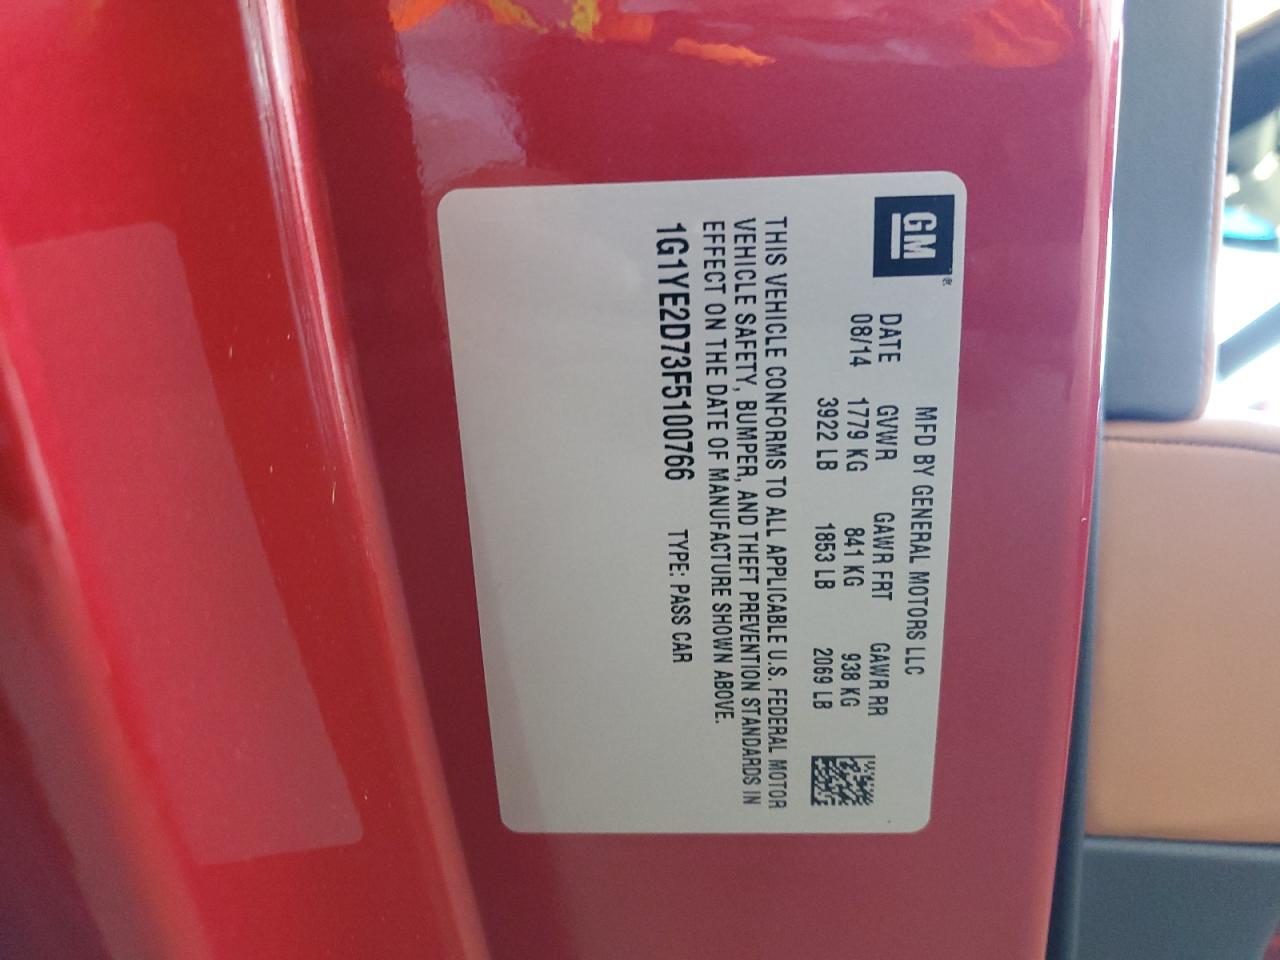 GM
MFD BY GENERAL MOTORS LLC
DATE GVWR GAWR FRT GAWR RR
08/14 1779 KG 841 KG 938 KG
3922 LB 1853 LB 2069 LB
THIS VEHICLE CONFORMS TO ALL APPLICABLE U.S. FEDERAL MOTOR
VEHICLE SAFETY, BUMPER, AND THEFT PREVENTION STANDARDS IN
EFFECT ON THE DATE OF MANUFACTURE SHOWN ABOVE.
1G1YE2D73F5100766 TYPE: PASS CAR